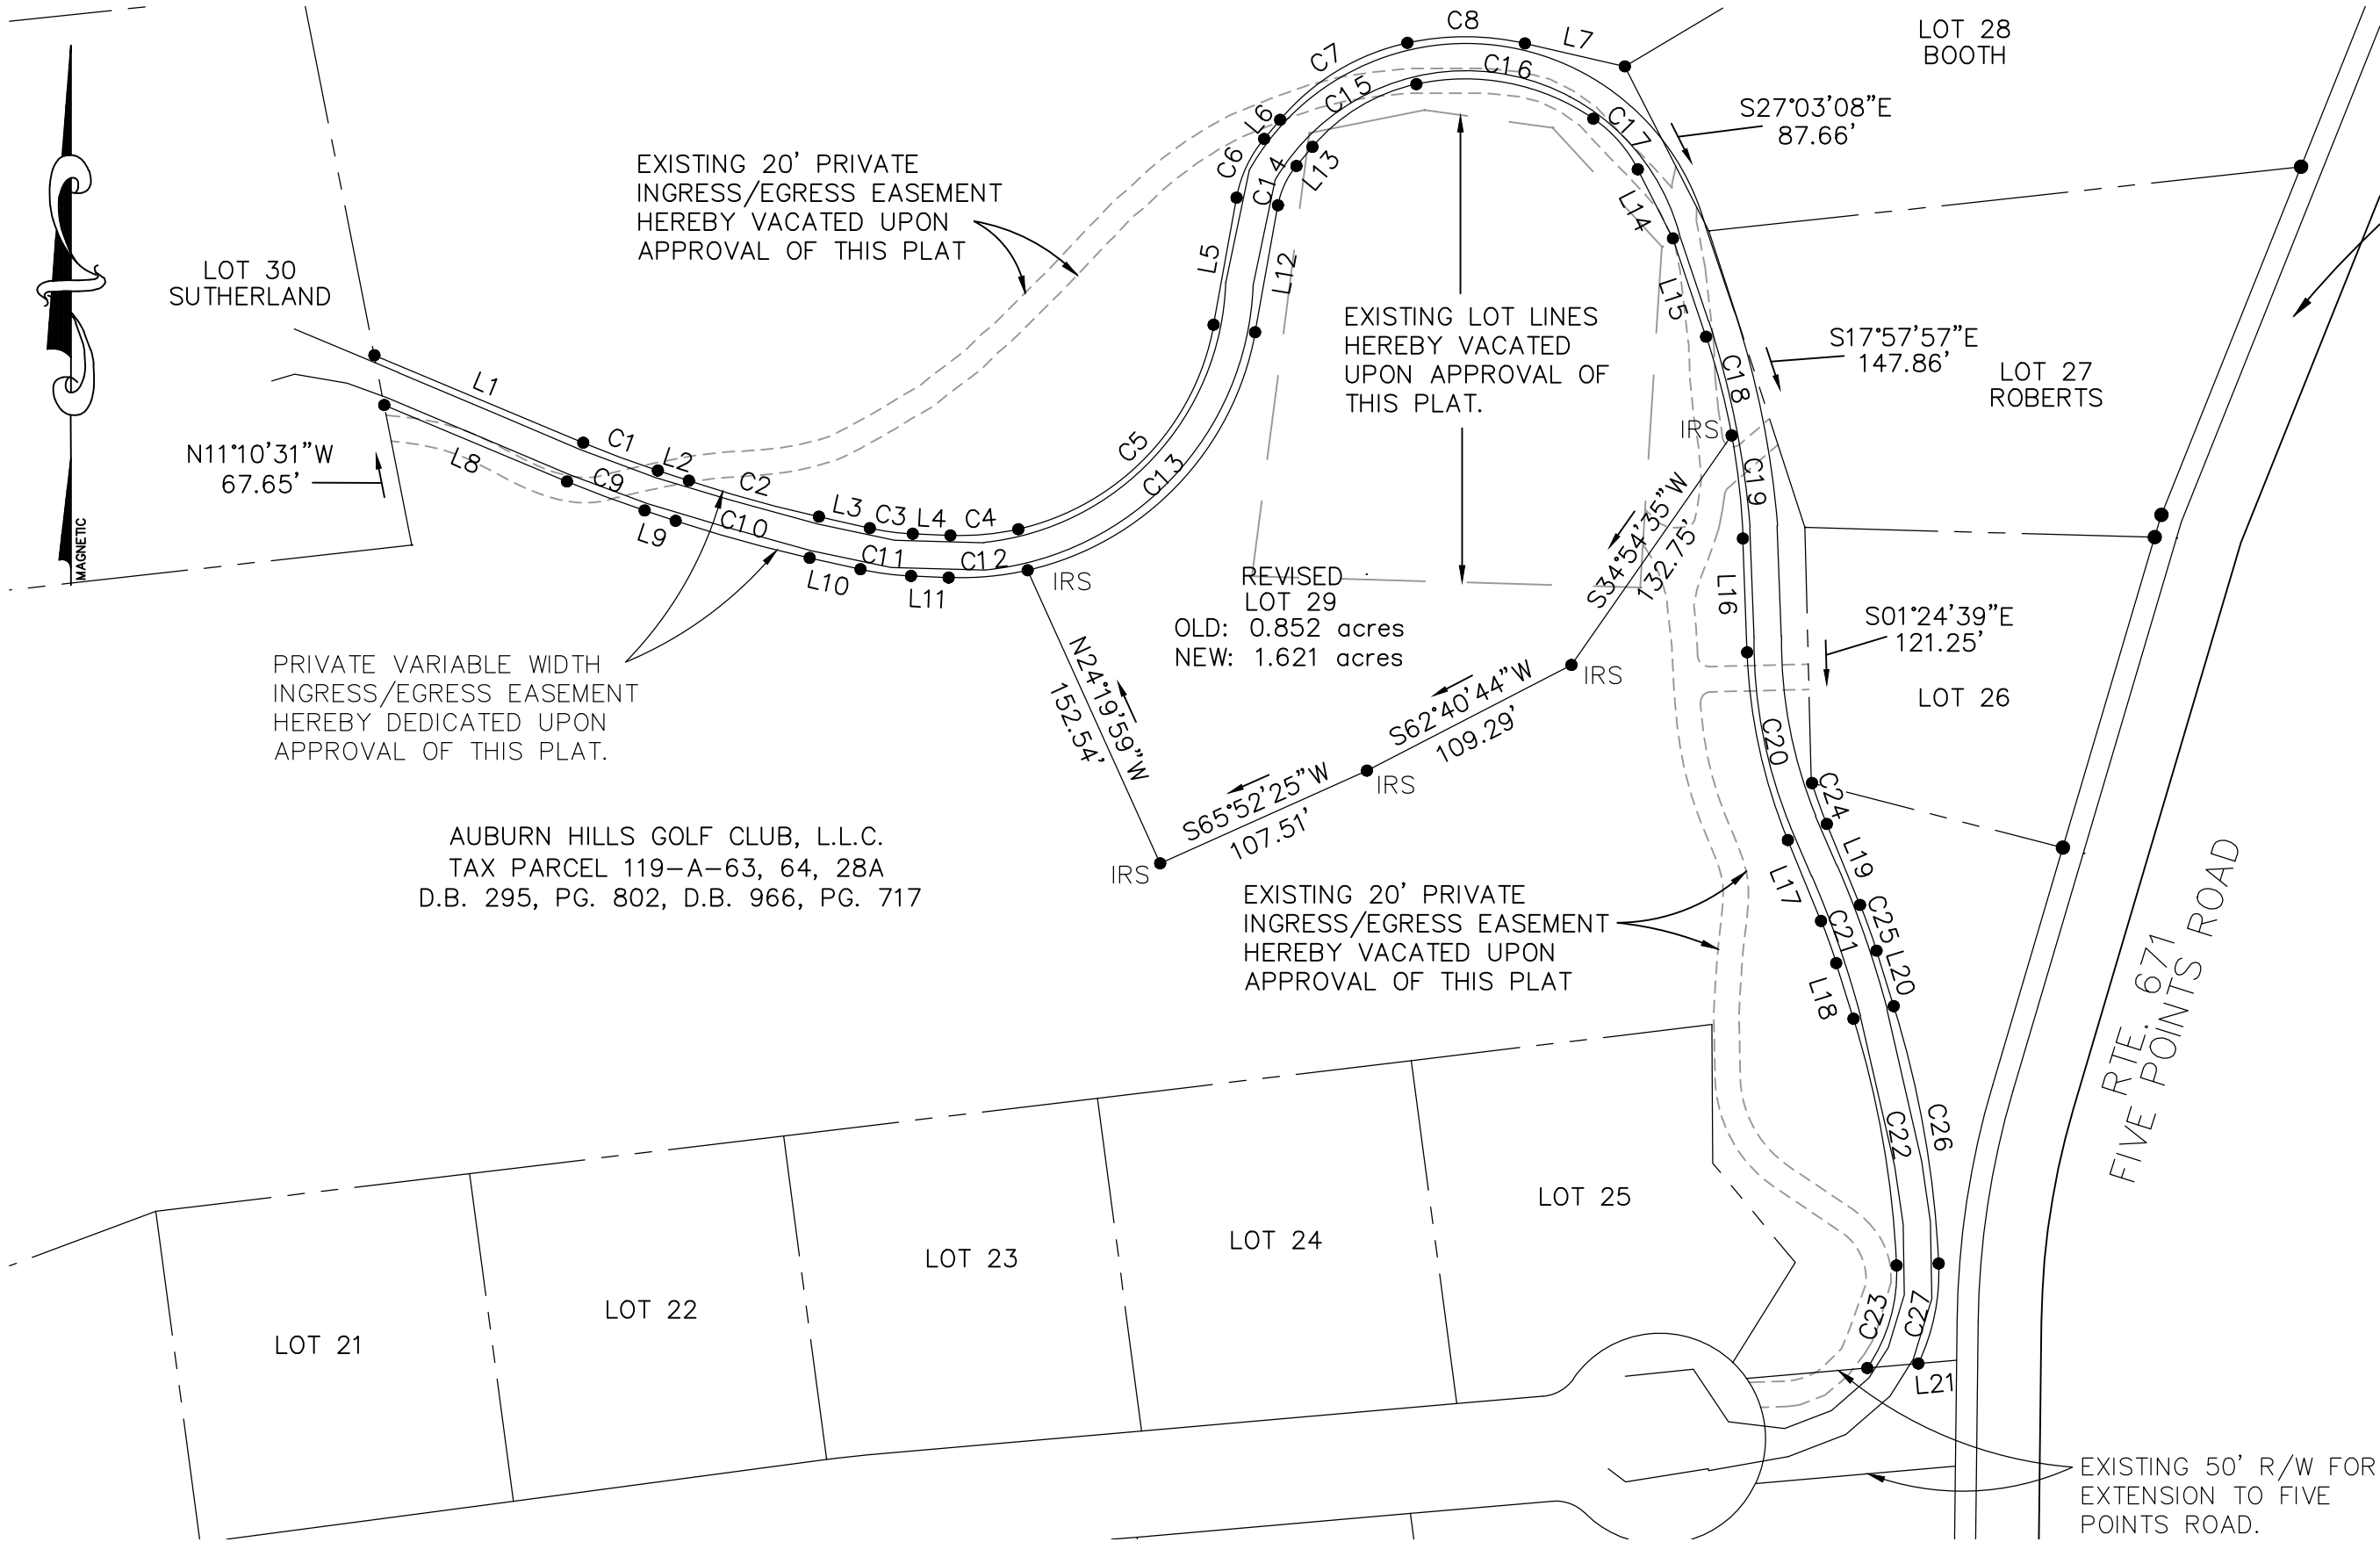 LOT 28
BOOTH
C8
L7
C7
C16
C15
S27°03'08"E
87.66'
C17
L6
C6
C14
L13
EXISTING 20' PRIVATE
INGRESS/EGRESS EASEMENT
HEREBY VACATED UPON
APPROVAL OF THIS PLAT
L14
L5
L12
LOT 30
SUTHERLAND
L15
EXISTING LOT LINES
HEREBY VACATED
UPON APPROVAL OF
THIS PLAT.
S17°57'57"E
147.86'
LOT 27
ROBERTS
C18
L1
IRS
C1
L2
C5
C13
C19
N11°10'31"W
67.65'
L8
C9
C2
L3
C3
L4
C4
L9
C10
C11
C12
L10
L11
IRS
S34°54'35"W
132.75'
MAGNETIC
REVISED
LOT 29
OLD: 0.852 acres
NEW: 1.621 acres
L16
S01°24'39"E
121.25'
LOT 26
PRIVATE VARIABLE WIDTH
INGRESS/EGRESS EASEMENT
HEREBY DEDICATED UPON
APPROVAL OF THIS PLAT.
N24°19'59"W
152.54'
IRS
S62°40'44"W
109.29'
IRS
S65°52'25"W
107.51'
IRS
C20
C24
AUBURN HILLS GOLF CLUB, L.L.C.
TAX PARCEL 119-A-63, 64, 28A
D.B. 295, PG. 802, D.B. 966, PG. 717
L17
L19
EXISTING 20' PRIVATE
INGRESS/EGRESS EASEMENT
HEREBY VACATED UPON
APPROVAL OF THIS PLAT
C21
C25
L18
L20
RTE. 671
FIVE POINTS ROAD
C22
C26
LOT 25
LOT 24
LOT 23
LOT 22
LOT 21
C23
C27
L21
EXISTING 50' R/W FOR
EXTENSION TO FIVE
POINTS ROAD.